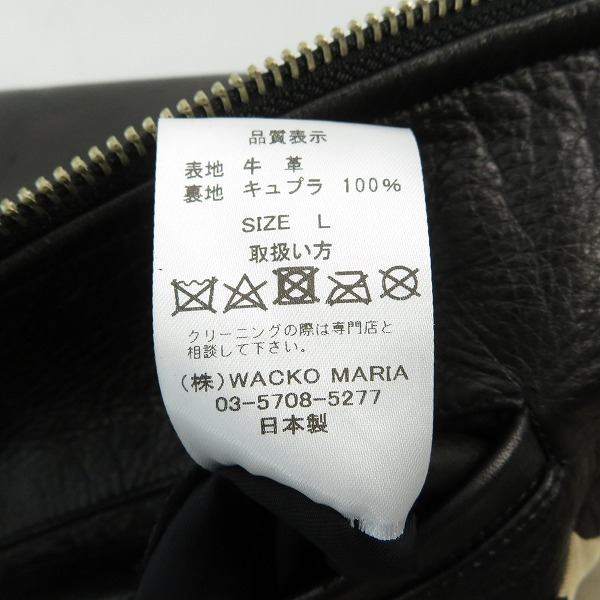 品質表示
表地 牛 革
裏地 キュプラ 100%
SIZE L
取扱い方
クリーニングの際は専門店と
相談して下さい。
(株)WACKO MARIA
03-5708-5277
日本製